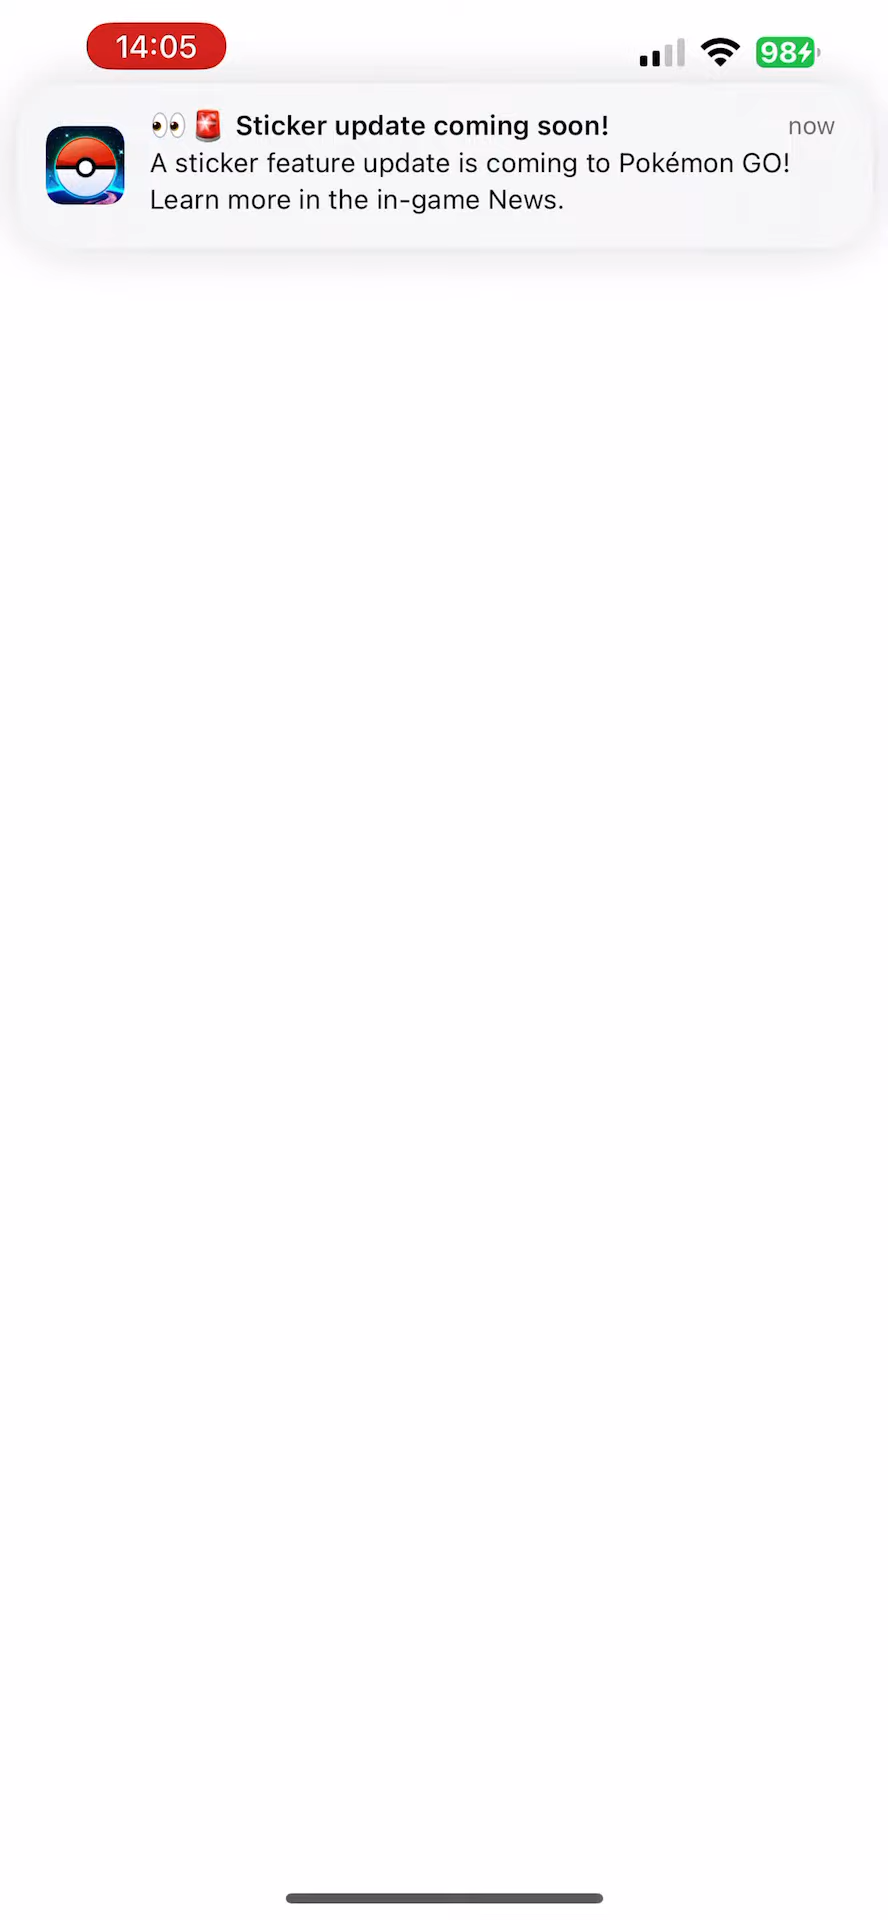 14:05
98
👀 🚨 Sticker update coming soon!
now
A sticker feature update is coming to Pokémon GO!
Learn more in the in-game News.